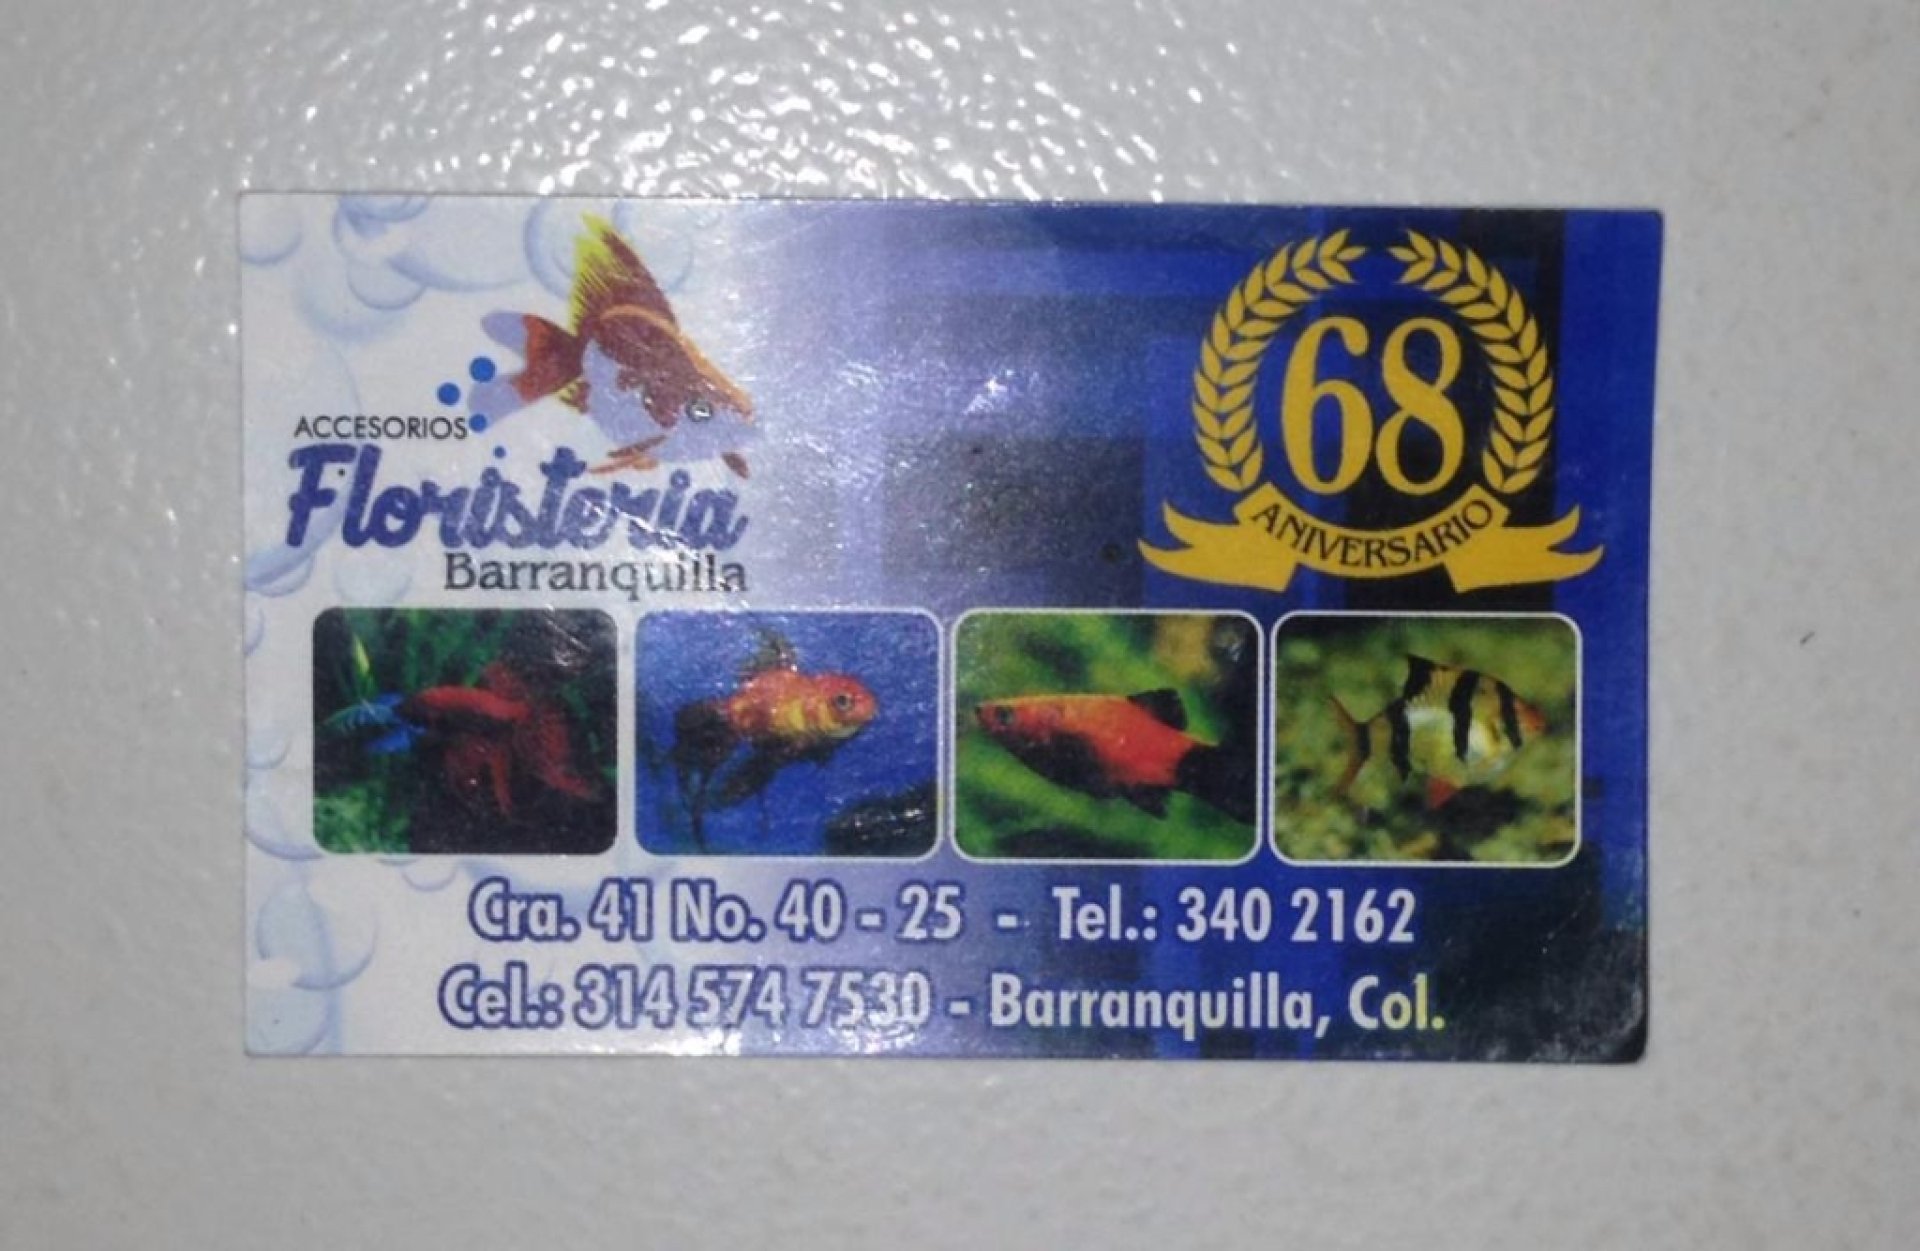 ACCESORIOS
Floristeria
Barranquilla
68
ANIVERSARIO
Cra. 41 No. 40 - 25 - Tel.: 340 2162
Cel.: 314 574 7530 - Barranquilla, Col.